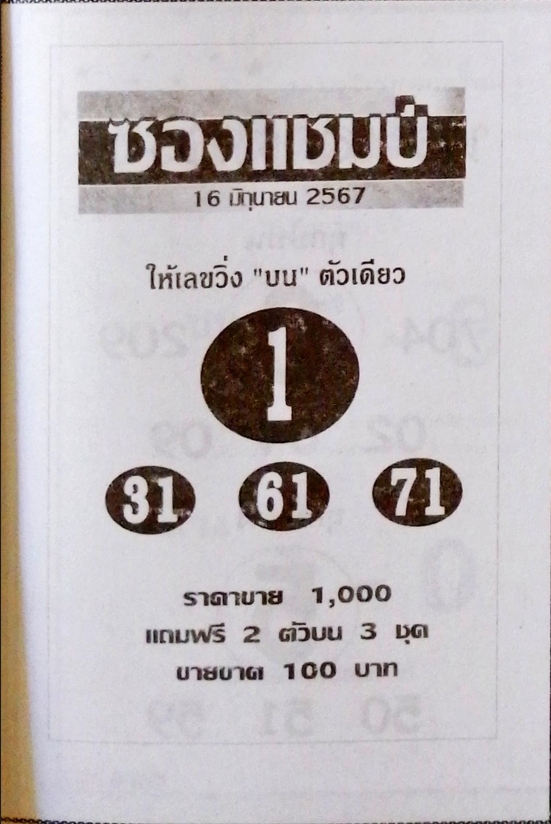 ซองแชมป์
16 มิถุนายน 2567
ให้เลขวิ่ง "บน" ตัวเดียว
1
31 61 71
ราคาขาย 1,000
แถมฟรี 2 ตัวบน 3 ชุด
ขายขาด 100 บาท